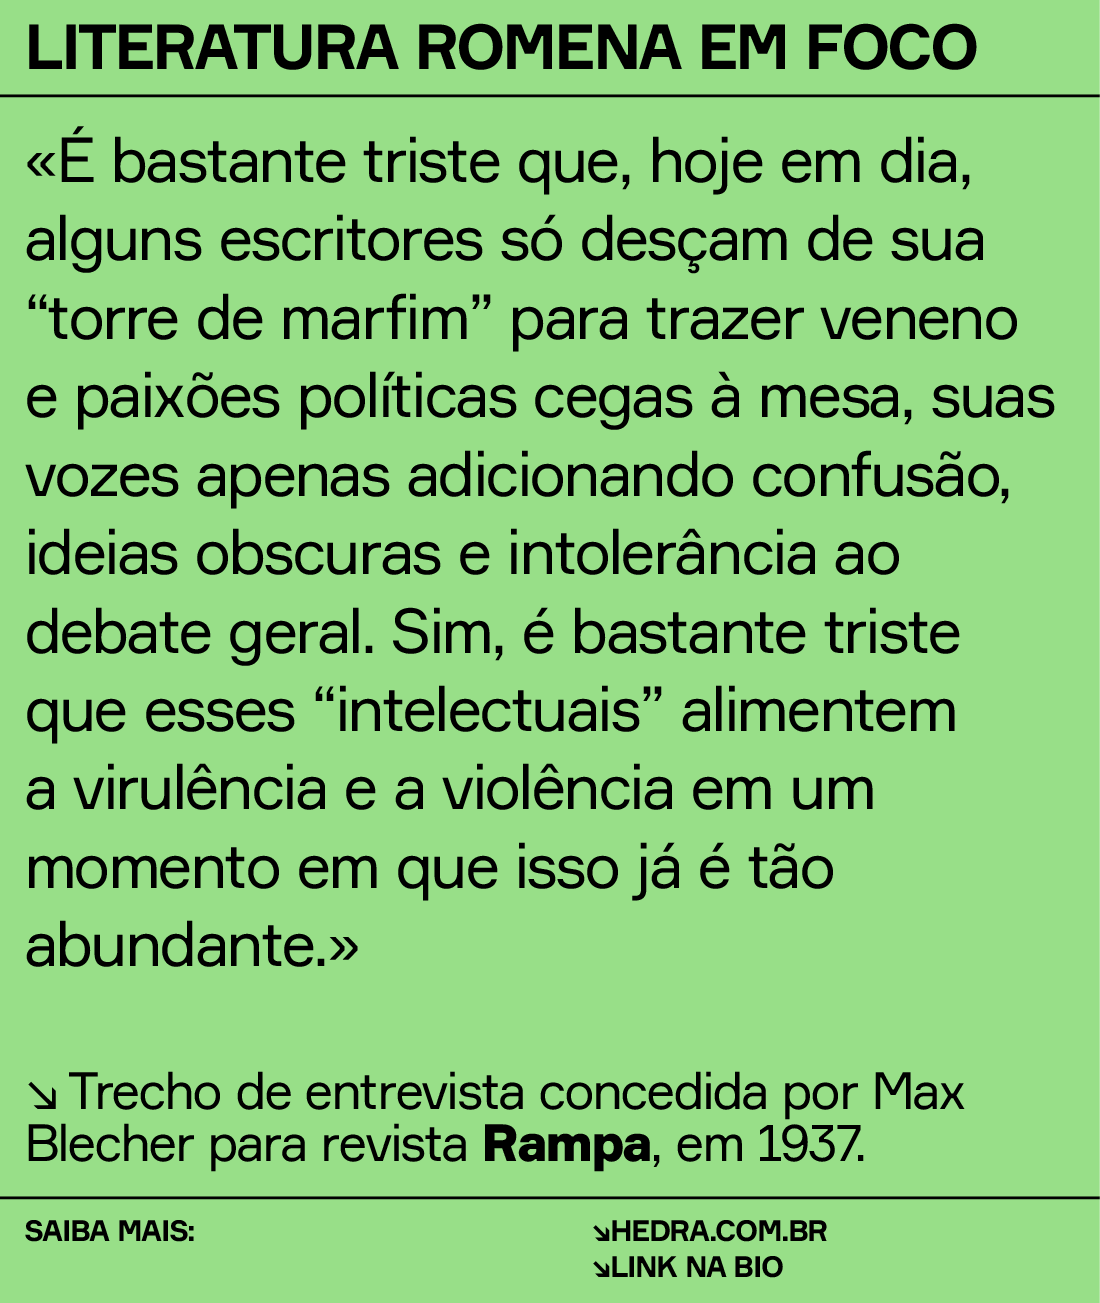 LITERATURA ROMENA EM FOCO
«É bastante triste que, hoje em dia,
alguns escritores só desçam de sua
“torre de marfim” para trazer veneno
e paixões políticas cegas à mesa, suas
vozes apenas adicionando confusão,
ideias obscuras e intolerância ao
debate geral. Sim, é bastante triste
que esses “intelectuais” alimentem
a virulência e a violência em um
momento em que isso já é tão
abundante.»
↘ Trecho de entrevista concedida por Max
Blecher para revista Rampa, em 1937.
SAIBA MAIS:
↘HEDRA.COM.BR
↘LINK NA BIO